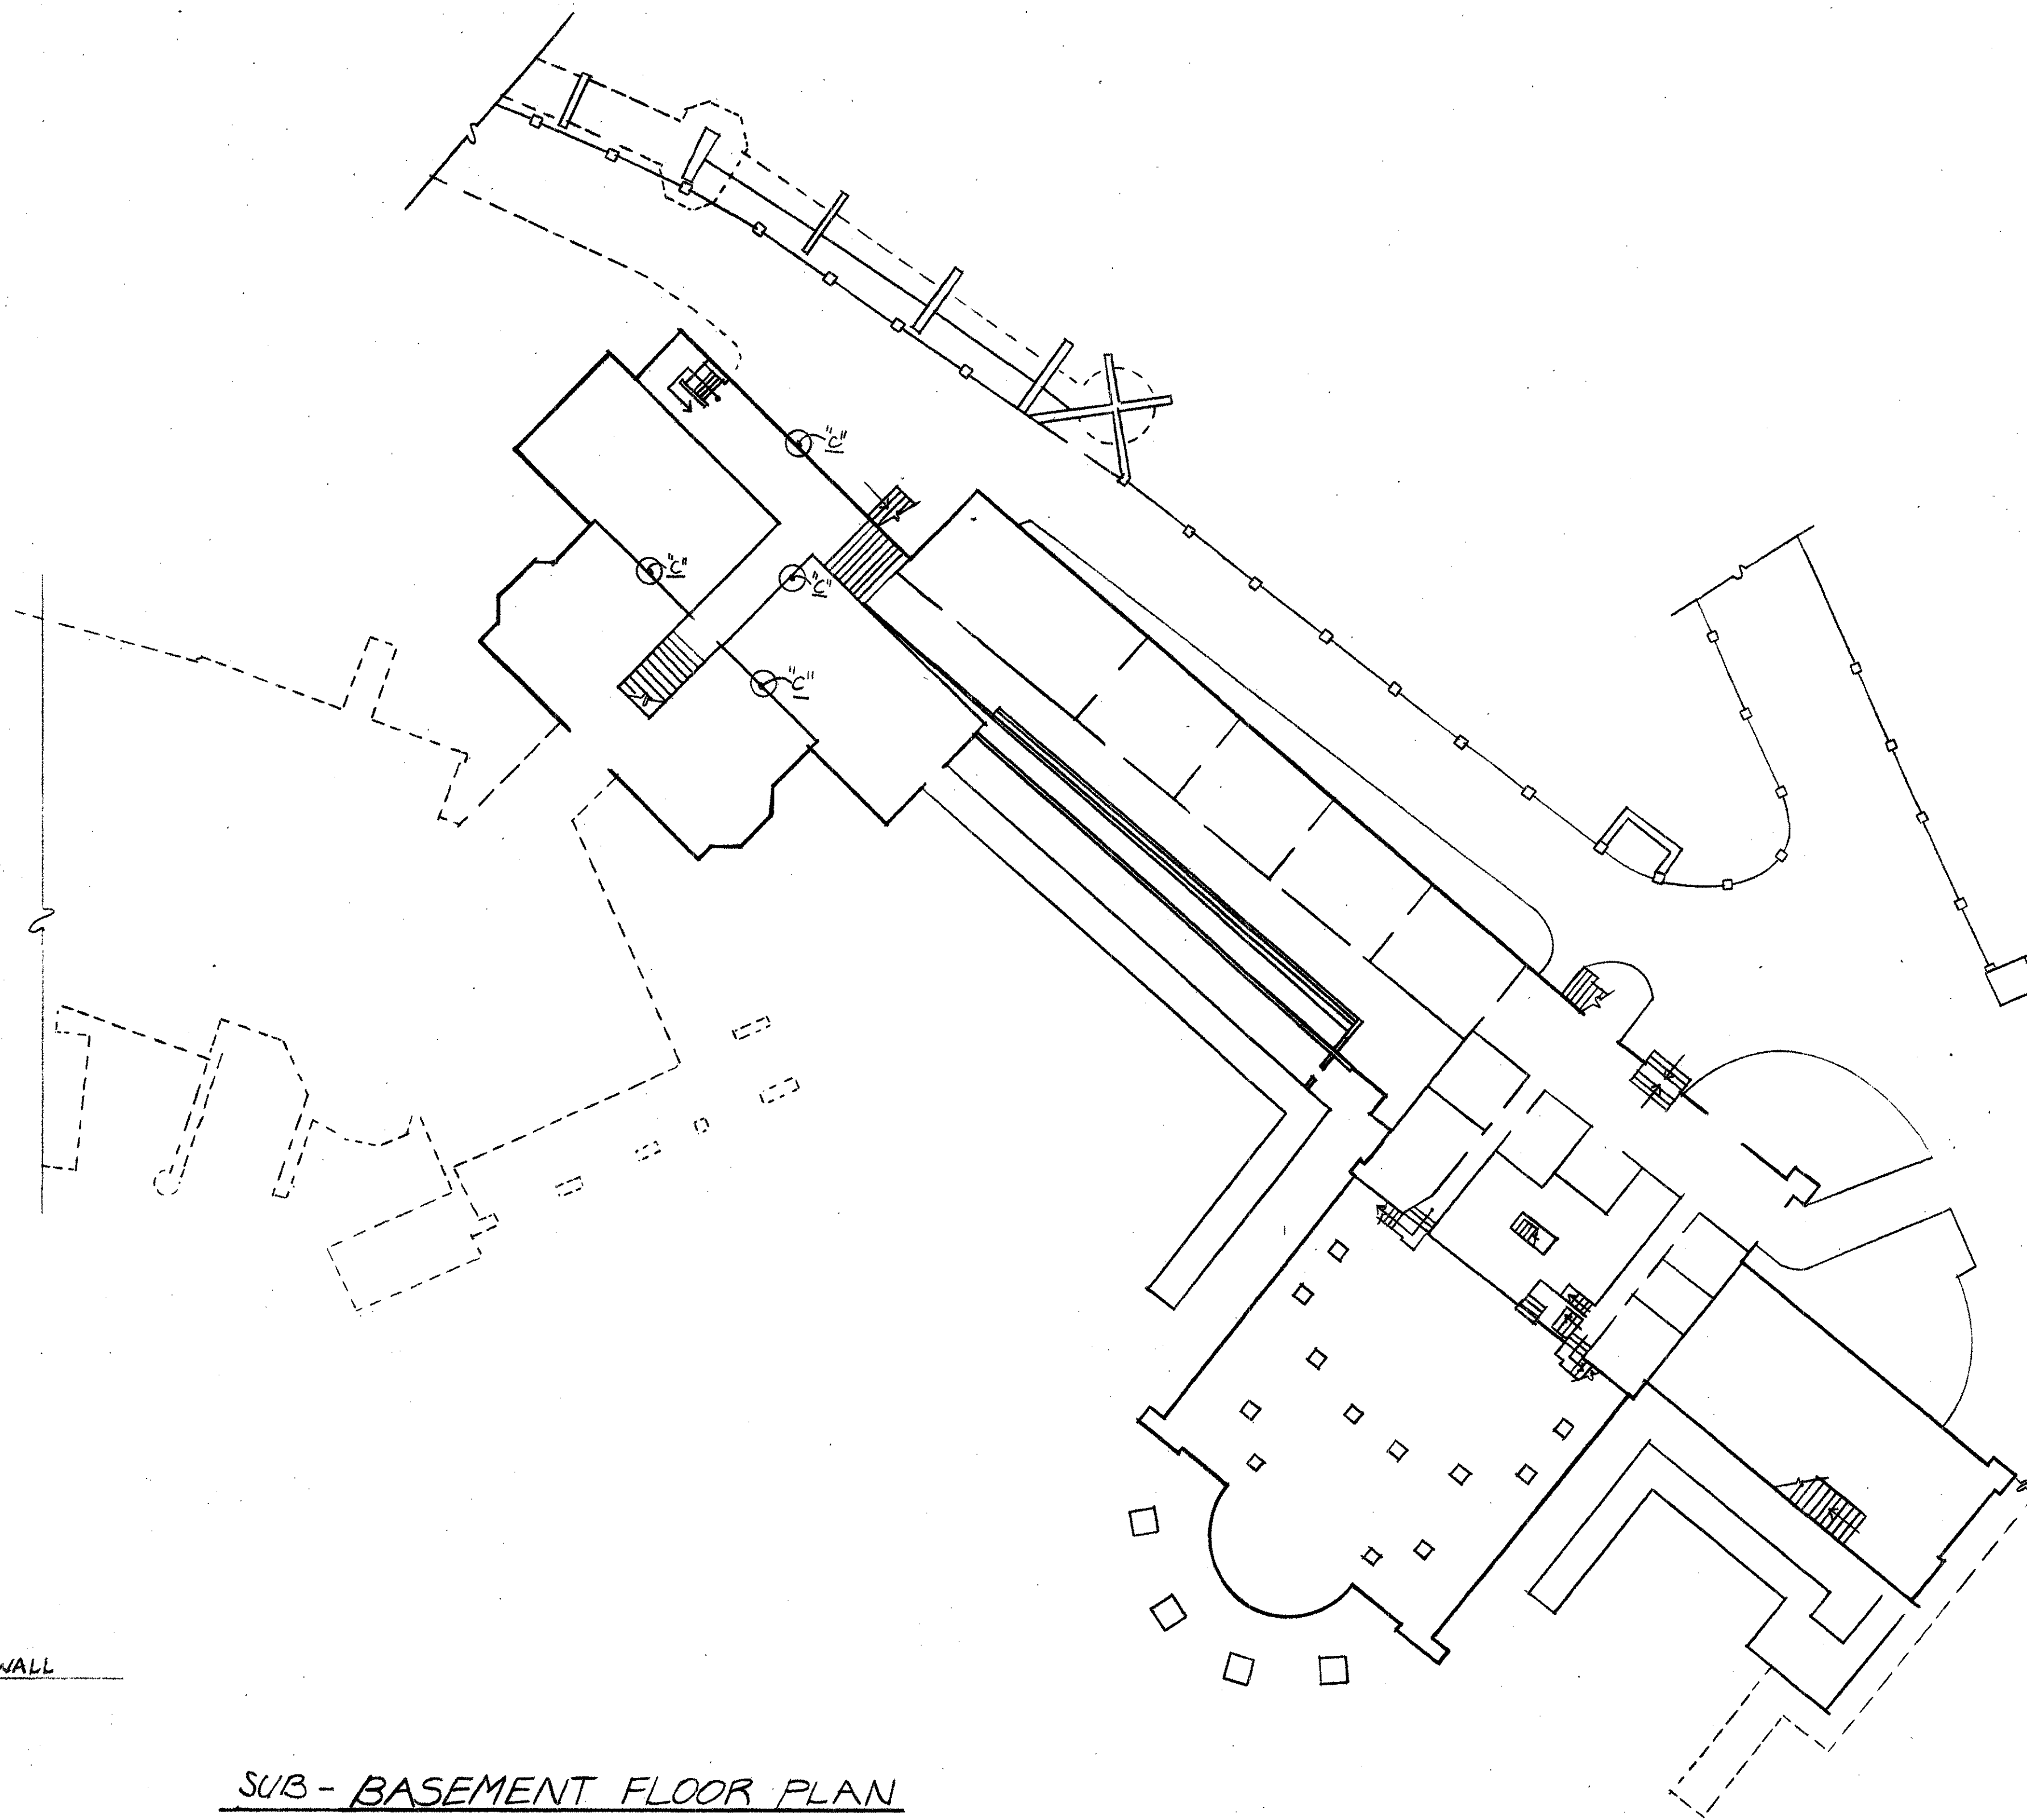 "C"
"C"
"C"
"C"
WALL
SUB - BASEMENT FLOOR PLAN